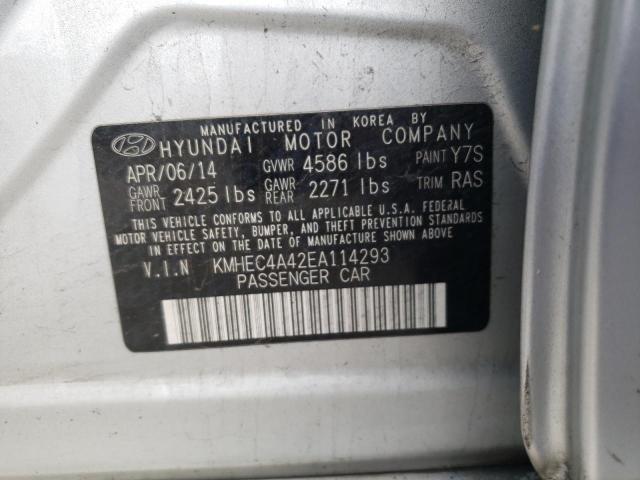 MANUFACTURED IN KOREA BY
HYUNDAI MOTOR COMPANY
APR/06/14 GVWR 4586 lbs PAINT Y7S
GAWR FRONT 2425 lbs GAWR REAR 2271 lbs TRIM RAS
THIS VEHICLE CONFORMS TO ALL APPLICABLE U.S.A. FEDERAL
MOTOR VEHICLE SAFETY, BUMPER, AND THEFT PREVENTION STANDARDS
IN EFFECT ON THE DATE OF MANUFACTURE SHOWN ABOVE
V.I.N KMHEC4A42EA114293
PASSENGER CAR